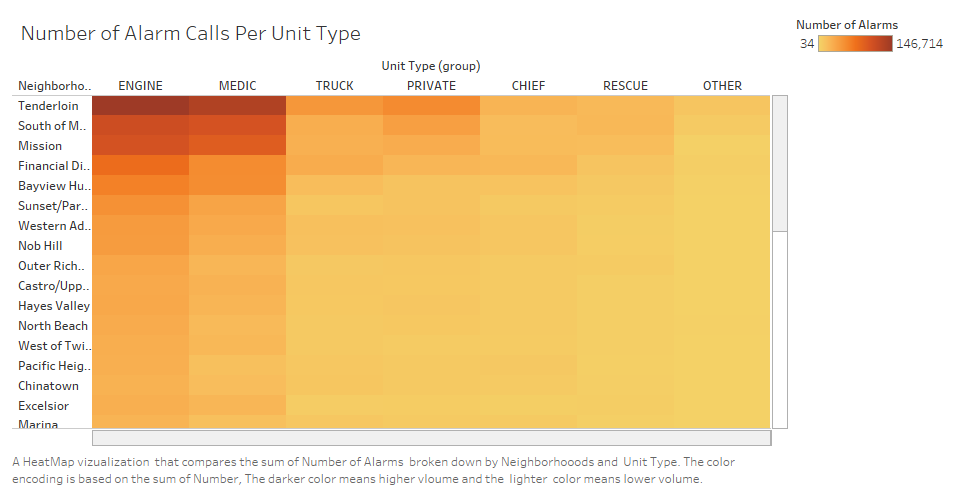 Number of Alarm Calls Per Unit Type
Number of Alarms
34 146,714
Unit Type (group)
Neighborho.. ENGINE MEDIC TRUCK PRIVATE CHIEF RESCUE OTHER
Tenderloin
South of M..
Mission
Financial Di..
Bayview Hu..
Sunset/Par..
Western Ad..
Nob Hill
Outer Rich..
Castro/Upp..
Hayes Valley
North Beach
West of Twi..
Pacific Heig..
Chinatown
Excelsior
Marina
A HeatMap vizualization that compares the sum of Number of Alarms broken down by Neighborhooods and Unit Type. The color
encoding is based on the sum of Number, The darker color means higher vloume and the lighter color means lower volume.